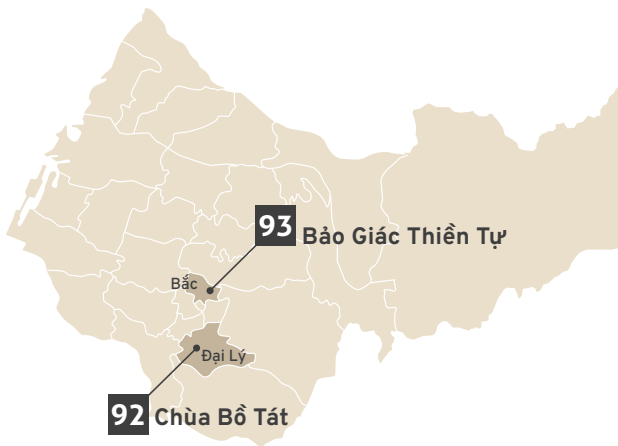 93 Bảo Giác Thiền Tự
Bắc
Đại Lý
92 Chùa Bồ Tát